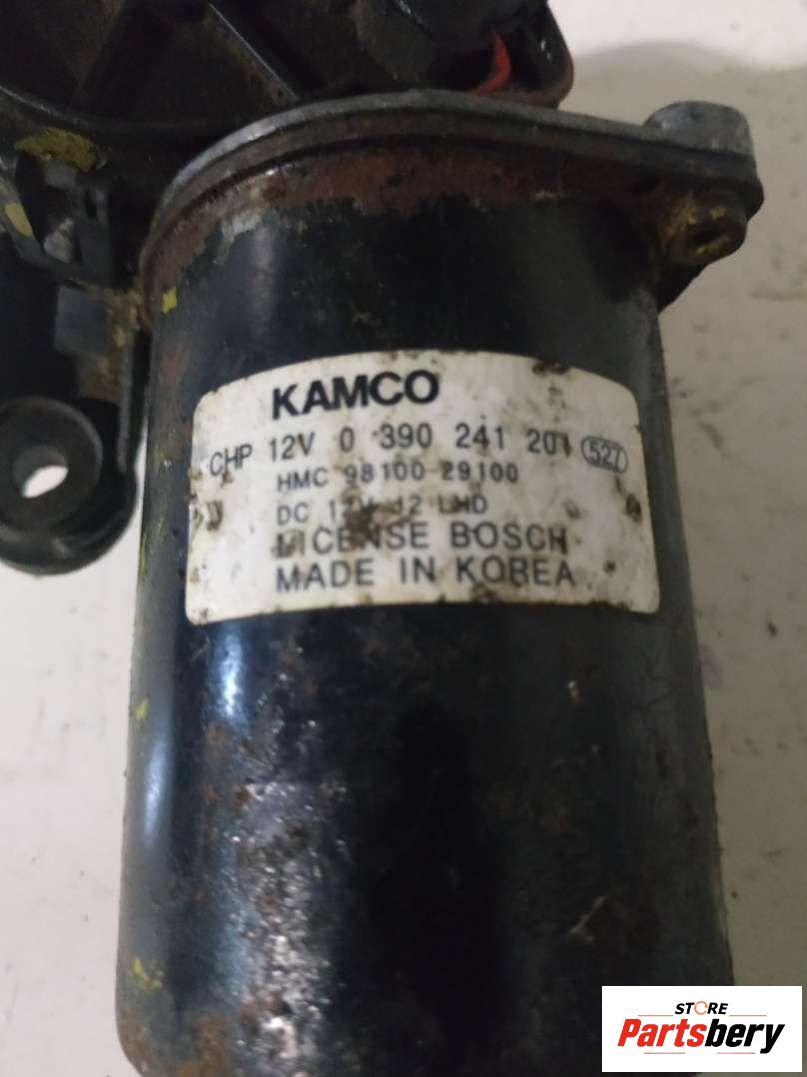 KAMCO
CHP 12V 0 390 241 201 527
HMC 98100-29100
DC 12V 12 LHD
LICENSE BOSCH
MADE IN KOREA
STORE
Partsbery